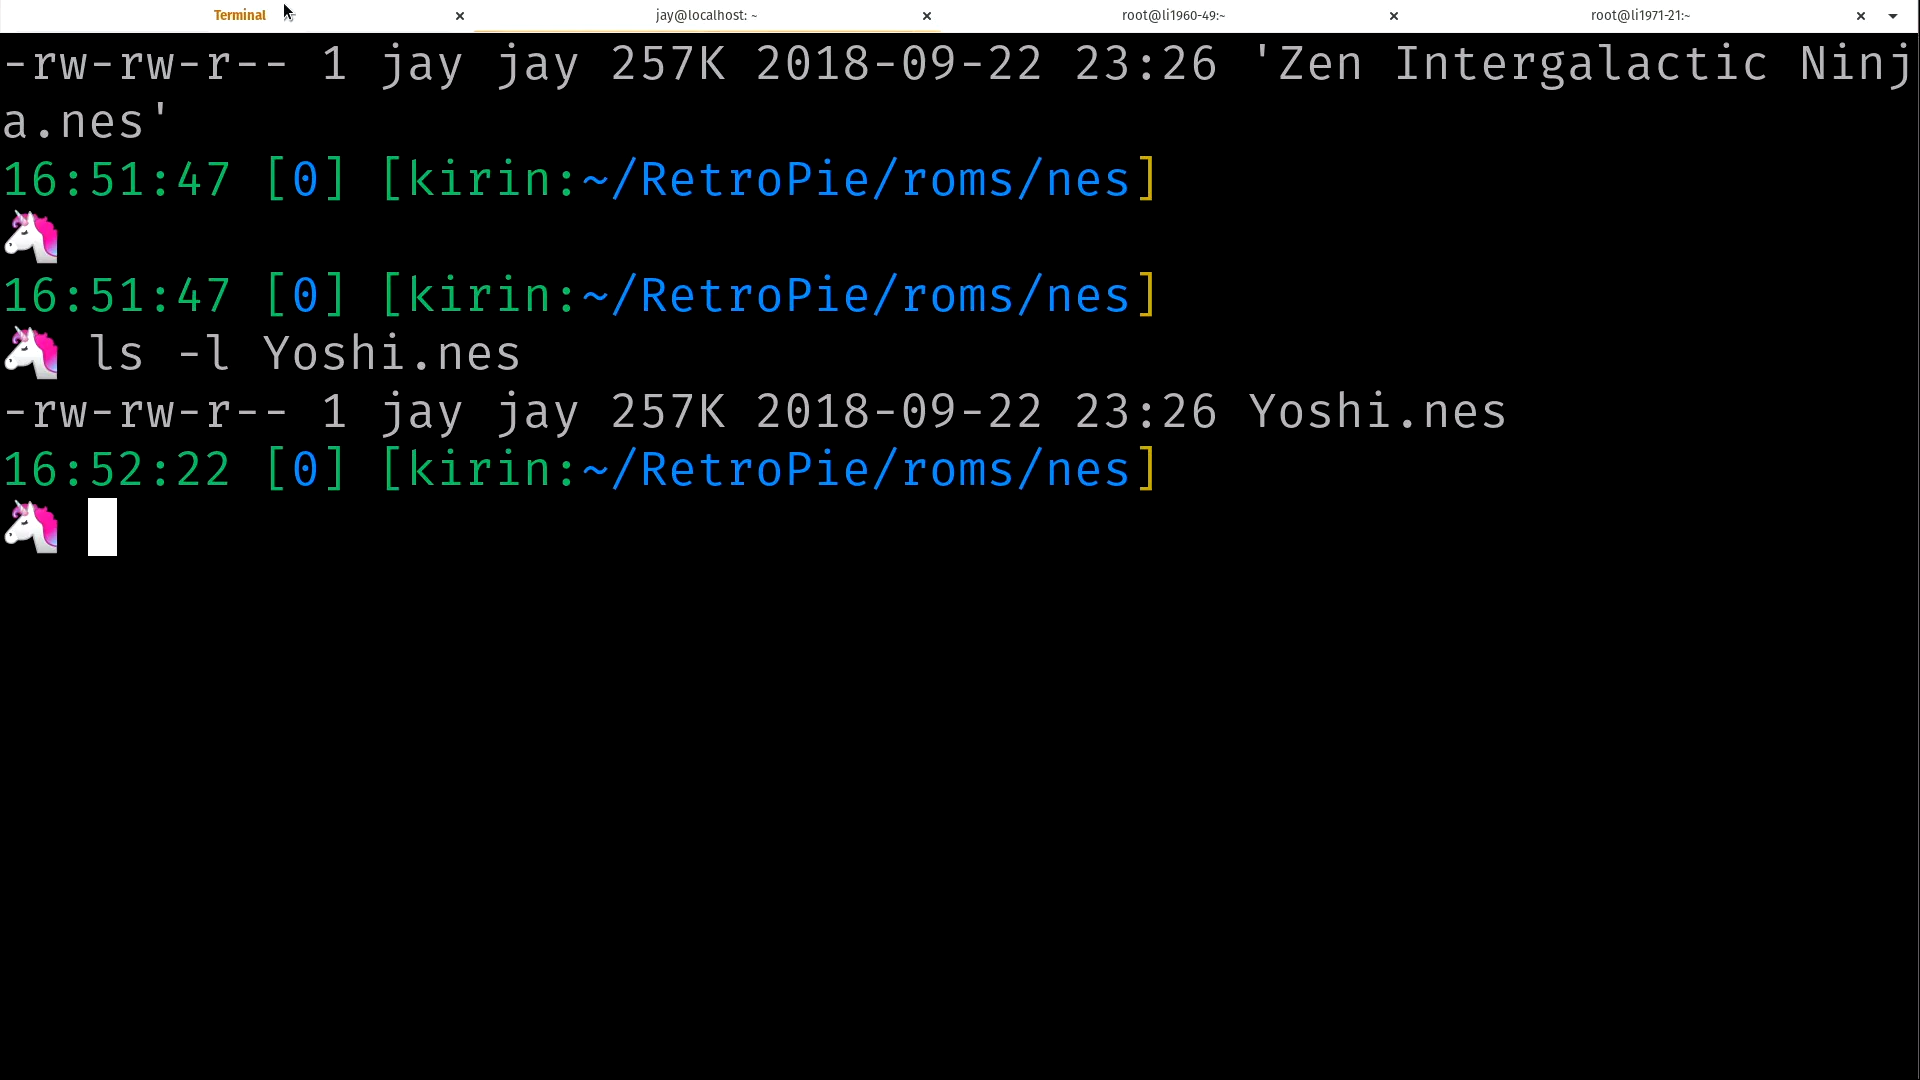 Terminal × jay@localhost: ~ × root@li1960-49:~ × root@li1971-21:~ ×
-rw-rw-r-- 1 jay jay 257K 2018-09-22 23:26 'Zen Intergalactic Ninj
a.nes'
16:51:47 [0] [kirin:~/RetroPie/roms/nes]
🦄
16:51:47 [0] [kirin:~/RetroPie/roms/nes]
🦄 ls -l Yoshi.nes
-rw-rw-r-- 1 jay jay 257K 2018-09-22 23:26 Yoshi.nes
16:52:22 [0] [kirin:~/RetroPie/roms/nes]
🦄